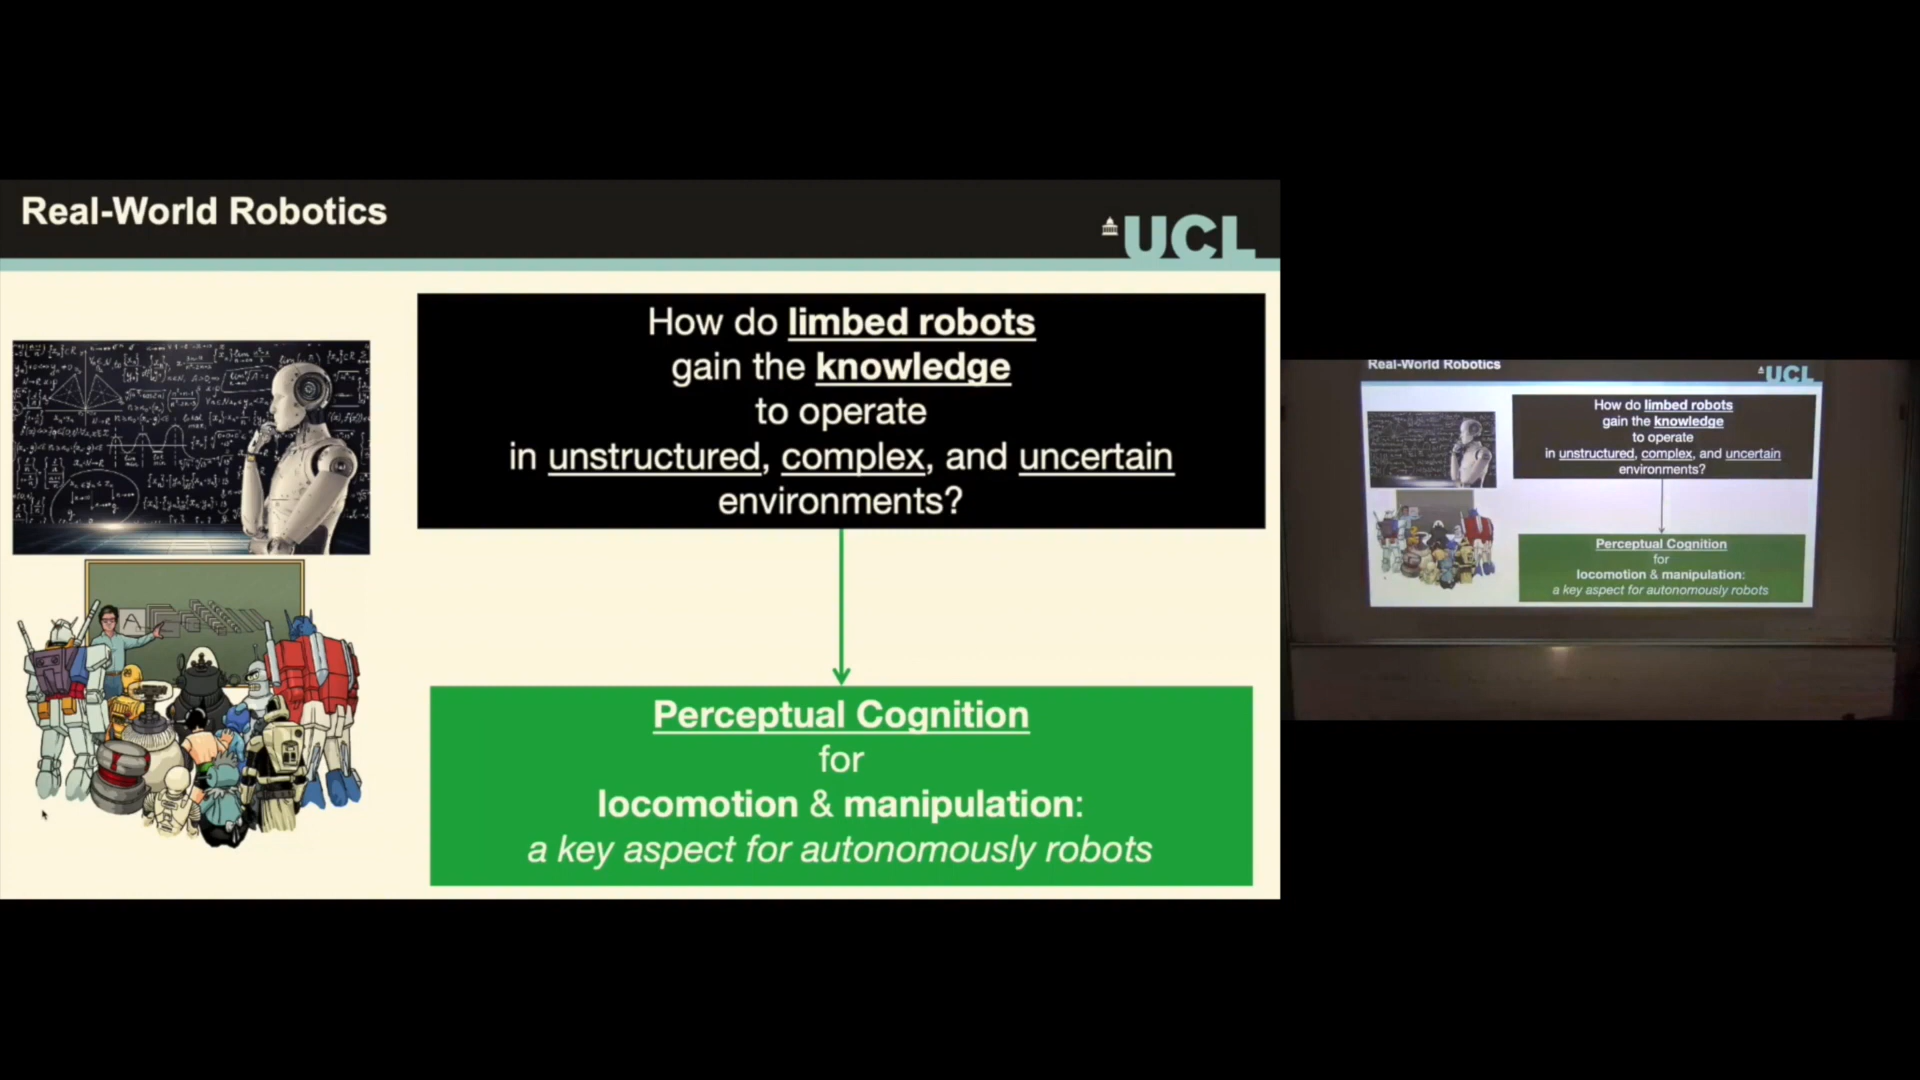 Real-World Robotics
UCL
How do limbed robots
gain the knowledge
to operate
in unstructured, complex, and uncertain
environments?
Perceptual Cognition
for
locomotion & manipulation:
a key aspect for autonomously robots
Real-World Robotics
UCL
How do limbed robots
gain the knowledge
to operate
in unstructured, complex, and uncertain
environments?
Perceptual Cognition
for
locomotion & manipulation:
a key aspect for autonomously robots